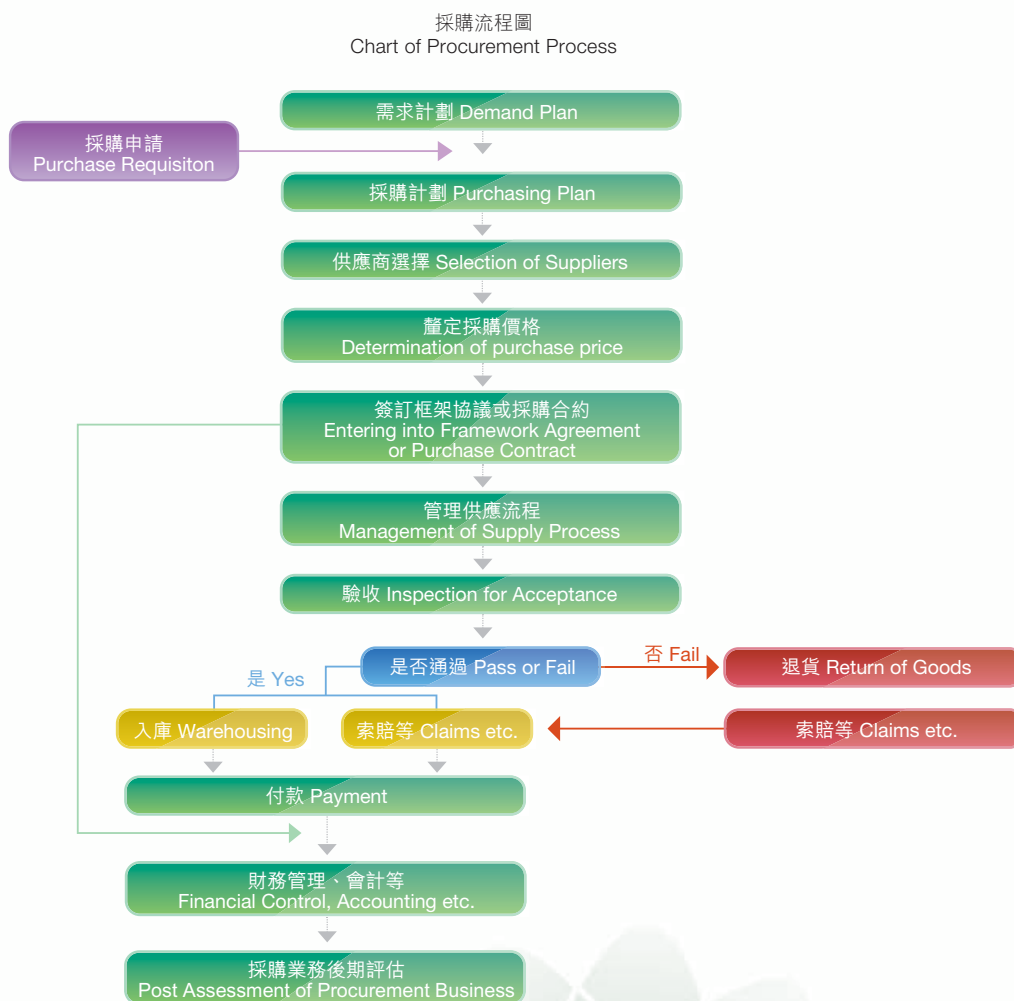 採購流程圖
Chart of Procurement Process
需求計劃 Demand Plan
採購申請
Purchase Requisiton
採購計劃 Purchasing Plan
供應商選擇 Selection of Suppliers
釐定採購價格
Determination of purchase price
簽訂框架協議或採購合約
Entering into Framework Agreement
or Purchase Contract
管理供應流程
Management of Supply Process
驗收 Inspection for Acceptance
是否通過 Pass or Fail
否 Fail
退貨 Return of Goods
是 Yes
入庫 Warehousing
索賠等 Claims etc.
索賠等 Claims etc.
付款 Payment
財務管理、會計等
Financial Control, Accounting etc.
採購業務後期評估
Post Assessment of Procurement Business